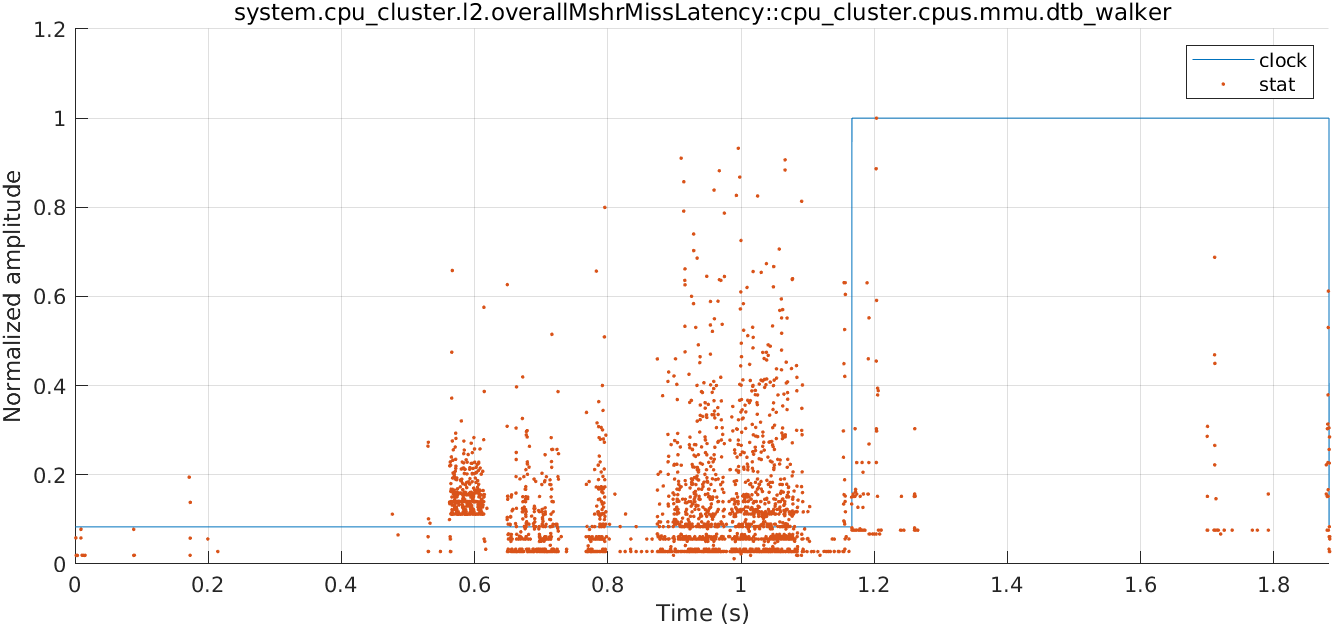 system.cpu_cluster.l2.overallMshrMissLatency::cpu_cluster.cpus.mmu.dtb_walker
1.2
1
0.8
0.6
0.4
0.2
0
Normalized amplitude
clock
stat
0 0.2 0.4 0.6 0.8 1 1.2 1.4 1.6 1.8
Time (s)